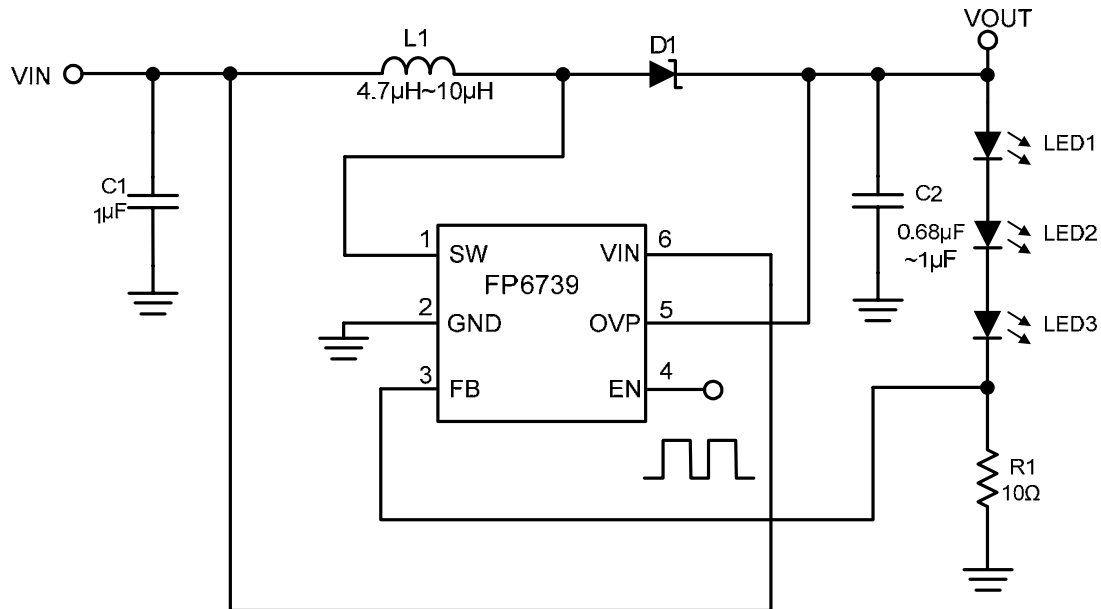 VOUT
L1
D1
VIN
4.7µH~10µH
LED1
C1
1µF
C2
0.68µF
~1µF
LED2
1
6
SW
VIN
FP6739
2
5
GND
OVP
LED3
3
4
FB
EN
R1
10Ω